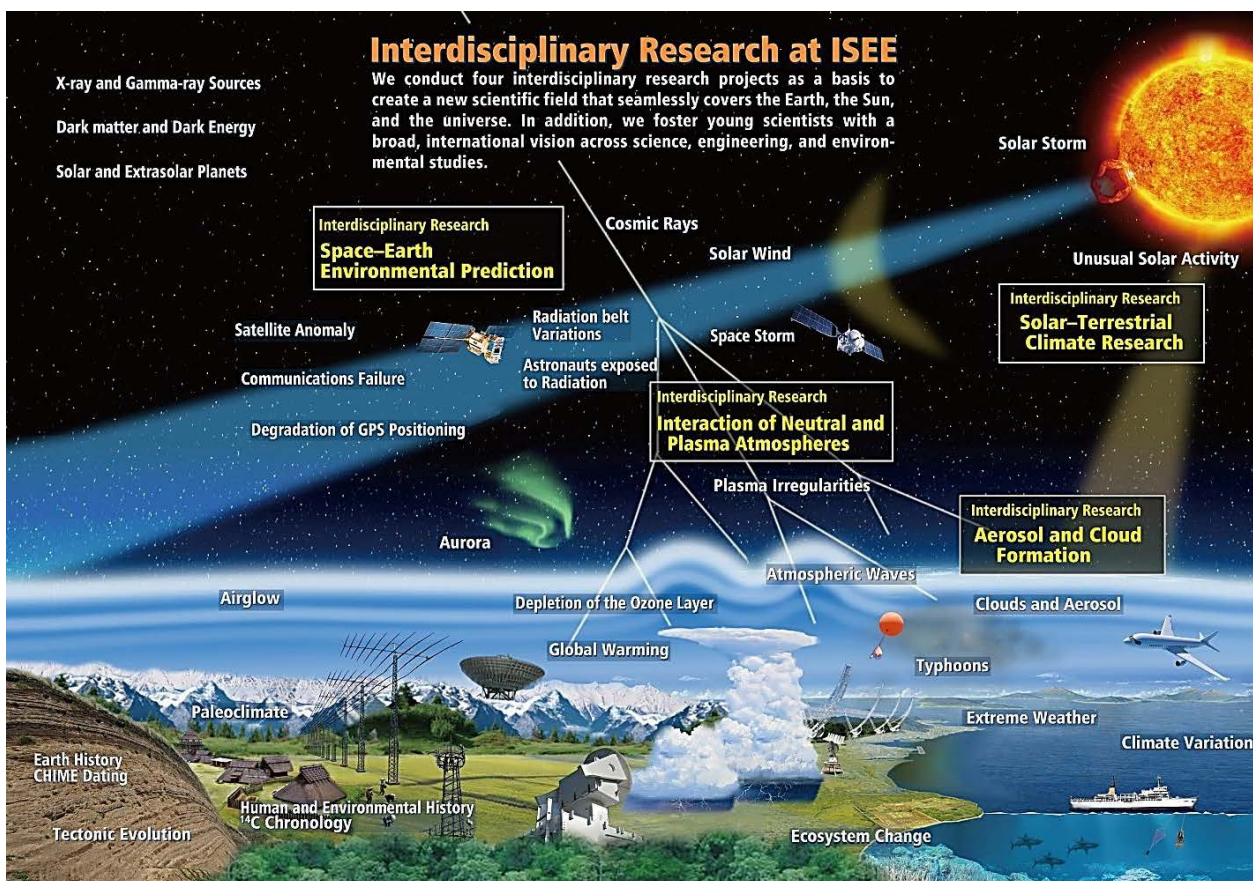 Interdisciplinary Research at ISEE
We conduct four interdisciplinary research projects as a basis to
create a new scientific field that seamlessly covers the Earth, the Sun,
and the universe. In addition, we foster young scientists with a
broad, international vision across science, engineering, and environ-
mental studies.
X-ray and Gamma-ray Sources
Dark matter and Dark Energy
Solar and Extrasolar Planets
Solar Storm
Interdisciplinary Research
Space–Earth
Environmental Prediction
Cosmic Rays
Solar Wind
Unusual Solar Activity
Interdisciplinary Research
Solar–Terrestrial
Climate Research
Satellite Anomaly
Radiation belt
Variations
Space Storm
Communications Failure
Astronauts exposed
to Radiation
Degradation of GPS Positioning
Interdisciplinary Research
Interaction of Neutral and
Plasma Atmospheres
Plasma Irregularities
Interdisciplinary Research
Aerosol and Cloud
Formation
Aurora
Atmospheric Waves
Airglow
Depletion of the Ozone Layer
Clouds and Aerosol
Global Warming
Typhoons
Paleoclimate
Extreme Weather
Climate Variation
Earth History
CHIME Dating
Human and Environmental History
¹⁴C Chronology
Tectonic Evolution
Ecosystem Change